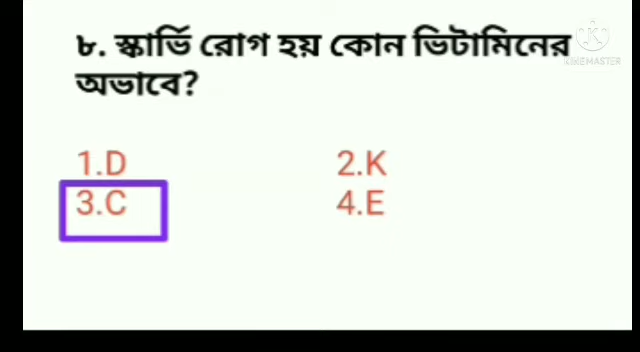 ৮. স্কার্ভি রোগ হয় কোন ভিটামিনের
অভাবে?
1.D 2.K
3.C 4.E
KINEMASTER